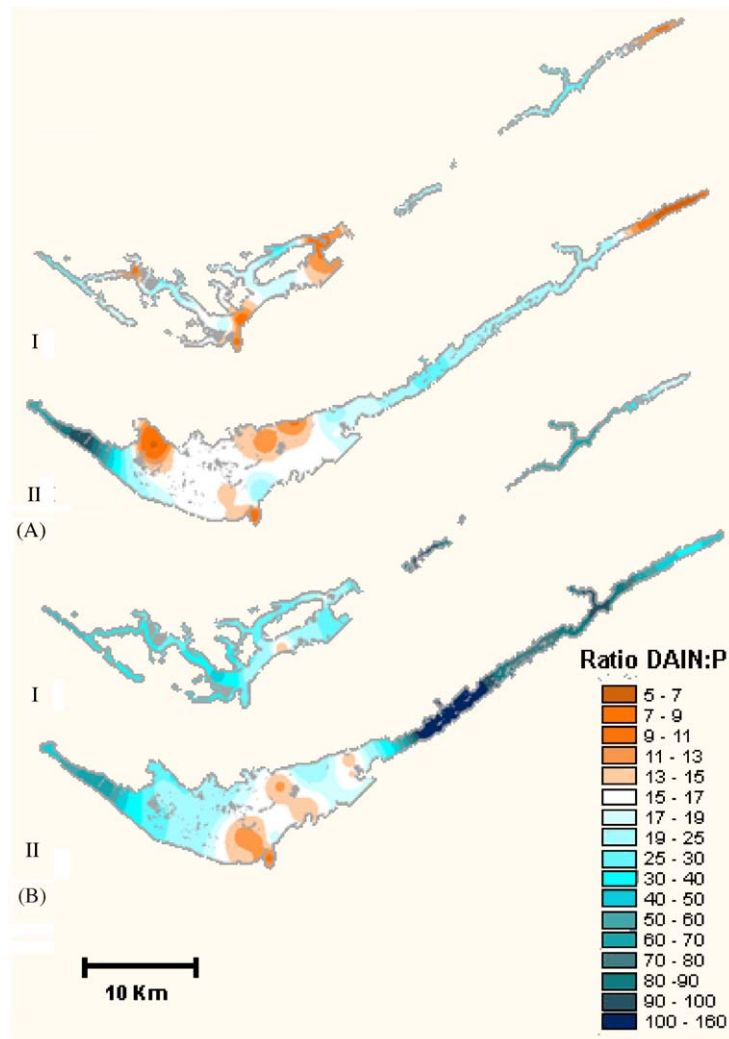 I
II
(A)
I
II
(B)
Ratio DAIN:P
5 - 7
7 - 9
9 - 11
11 - 13
13 - 15
15 - 17
17 - 19
19 - 25
25 - 30
30 - 40
40 - 50
50 - 60
60 - 70
70 - 80
80 -90
90 - 100
100 - 160
10 Km